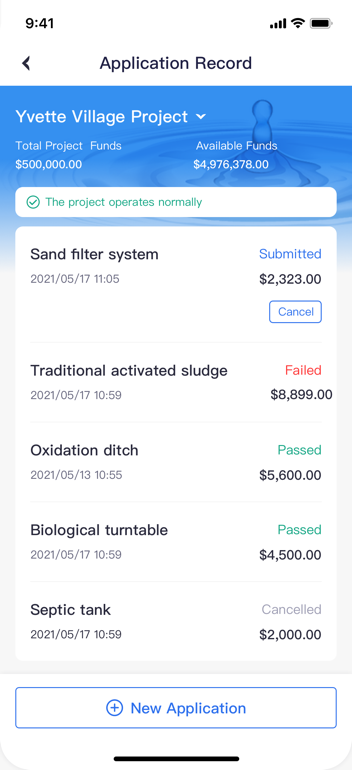 9:41
Application Record
Yvette Village Project
Total Project Funds Available Funds
$500,000.00 $4,976,378.00
The project operates normally
Sand filter system Submitted
2021/05/17 11:05 $2,323.00
Cancel
Traditional activated sludge Failed
2021/05/17 10:59 $8,899.00
Oxidation ditch Passed
2021/05/13 10:55 $5,600.00
Biological turntable Passed
2021/05/17 10:59 $4,500.00
Septic tank Cancelled
2021/05/17 10:59 $2,000.00
New Application